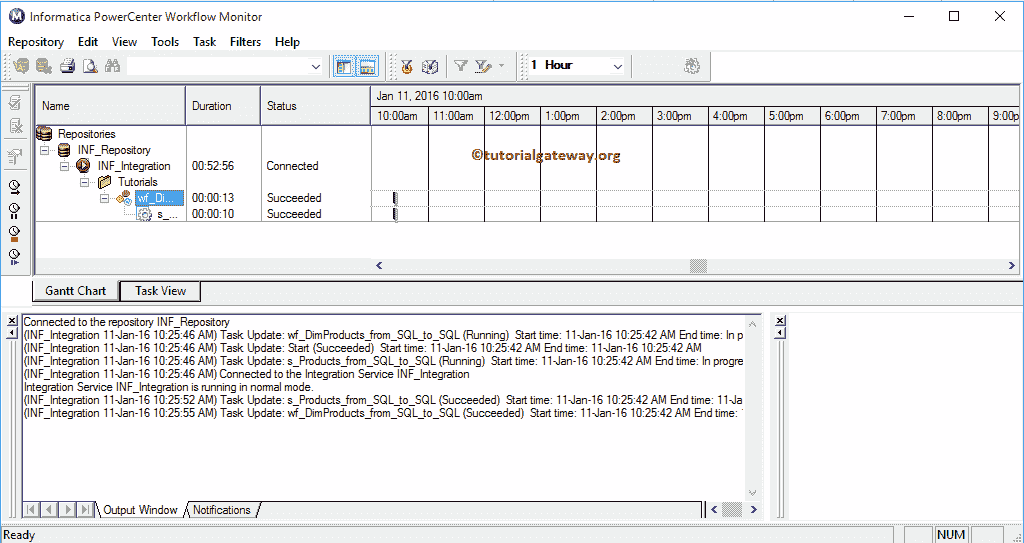 Informatica PowerCenter Workflow Monitor
Repository Edit View Tools Task Filters Help
1 Hour
Name Duration Status Jan 11, 2016 10:00am
10:00am 11:00am 12:00pm 1:00pm 2:00pm 3:00pm 4:00pm 5:00pm 6:00pm 7:00pm 8:00pm 9:00p
Repositories
INF_Repository
©tutorialgateway.org
INF_Integration 00:52:56 Connected
Tutorials
wf_Di... 00:00:13 Succeeded
s_... 00:00:10 Succeeded
Gantt Chart Task View
Connected to the repository INF_Repository
(INF_Integration 11-Jan-16 10:25:46 AM) Task Update: wf_DimProducts_from_SQL_to_SQL (Running) Start time: 11-Jan-16 10:25:42 AM End time: In p
(INF_Integration 11-Jan-16 10:25:46 AM) Task Update: Start (Succeeded) Start time: 11-Jan-16 10:25:42 AM End time: 11-Jan-16 10:25:42 AM
(INF_Integration 11-Jan-16 10:25:46 AM) Task Update: s_Products_from_SQL_to_SQL (Running) Start time: 11-Jan-16 10:25:42 AM End time: In progre
(INF_Integration 11-Jan-16 10:25:46 AM) Connected to the Integration Service INF_Integration
Integration Service INF_Integration is running in normal mode.
(INF_Integration 11-Jan-16 10:25:52 AM) Task Update: s_Products_from_SQL_to_SQL (Succeeded) Start time: 11-Jan-16 10:25:42 AM End time: 11-Ja
(INF_Integration 11-Jan-16 10:25:55 AM) Task Update: wf_DimProducts_from_SQL_to_SQL (Succeeded) Start time: 11-Jan-16 10:25:42 AM End time:
Output Window Notifications
Ready NUM